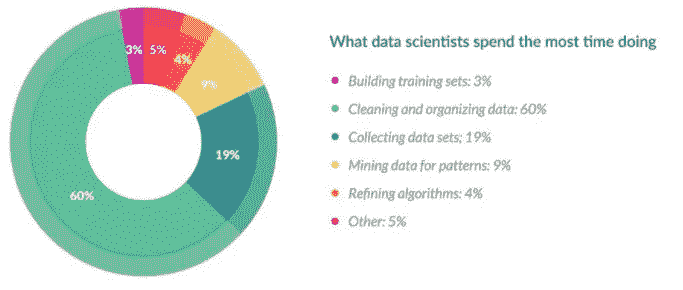 3%
5%
4%
9%
19%
60%
What data scientists spend the most time doing
Building training sets: 3%
Cleaning and organizing data: 60%
Collecting data sets; 19%
Mining data for patterns: 9%
Refining algorithms: 4%
Other: 5%